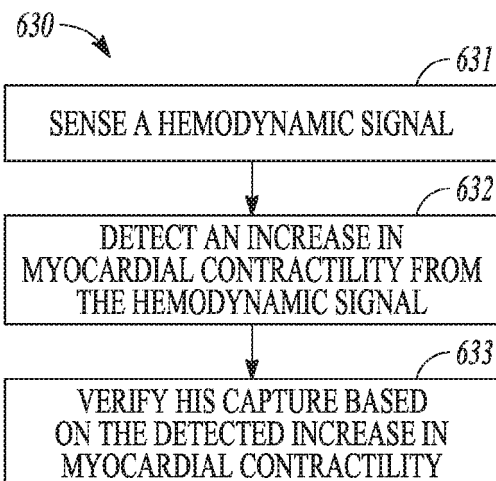 630
631
SENSE A HEMODYNAMIC SIGNAL
632
DETECT AN INCREASE IN
MYOCARDIAL CONTRACTILITY FROM
THE HEMODYNAMIC SIGNAL
633
VERIFY HIS CAPTURE BASED
ON THE DETECTED INCREASE IN
MYOCARDIAL CONTRACTILITY